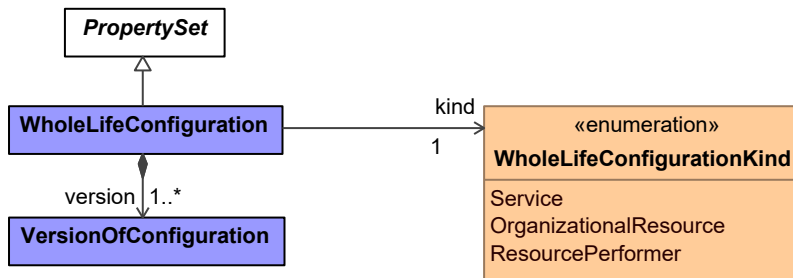 PropertySet
WholeLifeConfiguration
kind
1
«enumeration»
WholeLifeConfigurationKind
Service
OrganizationalResource
ResourcePerformer
version 1..*
VersionOfConfiguration